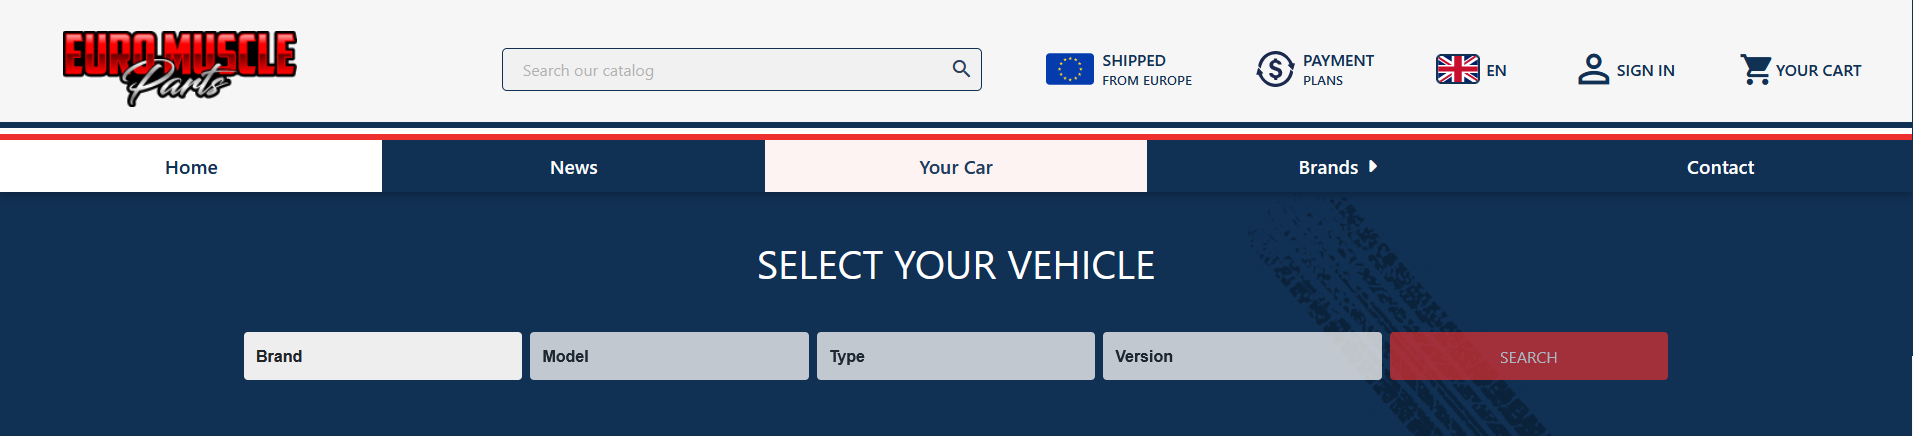 EURO MUSCLE
Parts
Search our catalog
SHIPPED
FROM EUROPE
PAYMENT
PLANS
EN
SIGN IN
YOUR CART
Home
News
Your Car
Brands
Contact
SELECT YOUR VEHICLE
Brand
Model
Type
Version
SEARCH